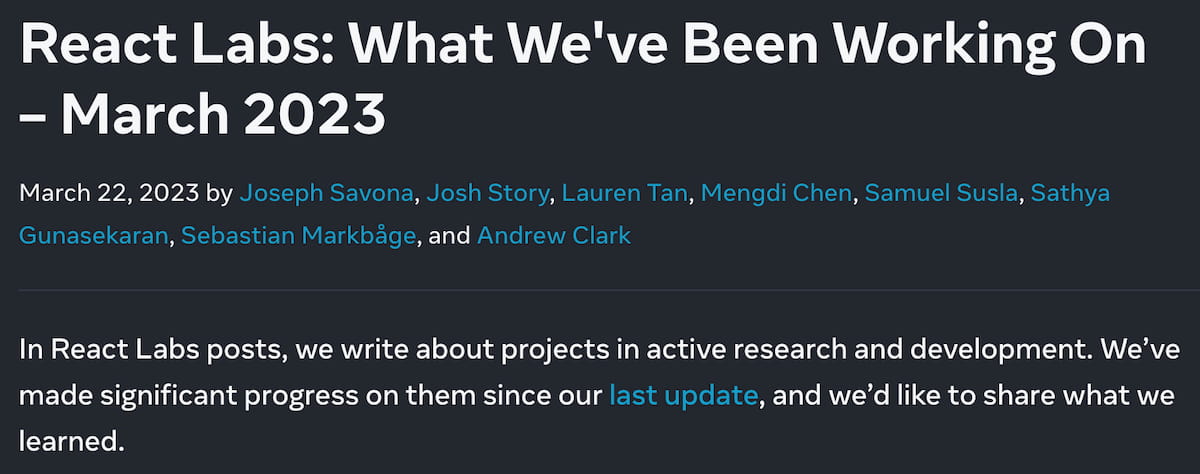 React Labs: What We've Been Working On
– March 2023
March 22, 2023 by Joseph Savona, Josh Story, Lauren Tan, Mengdi Chen, Samuel Susla, Sathya
Gunasekaran, Sebastian Markbåge, and Andrew Clark
In React Labs posts, we write about projects in active research and development. We’ve
made significant progress on them since our last update, and we’d like to share what we
learned.